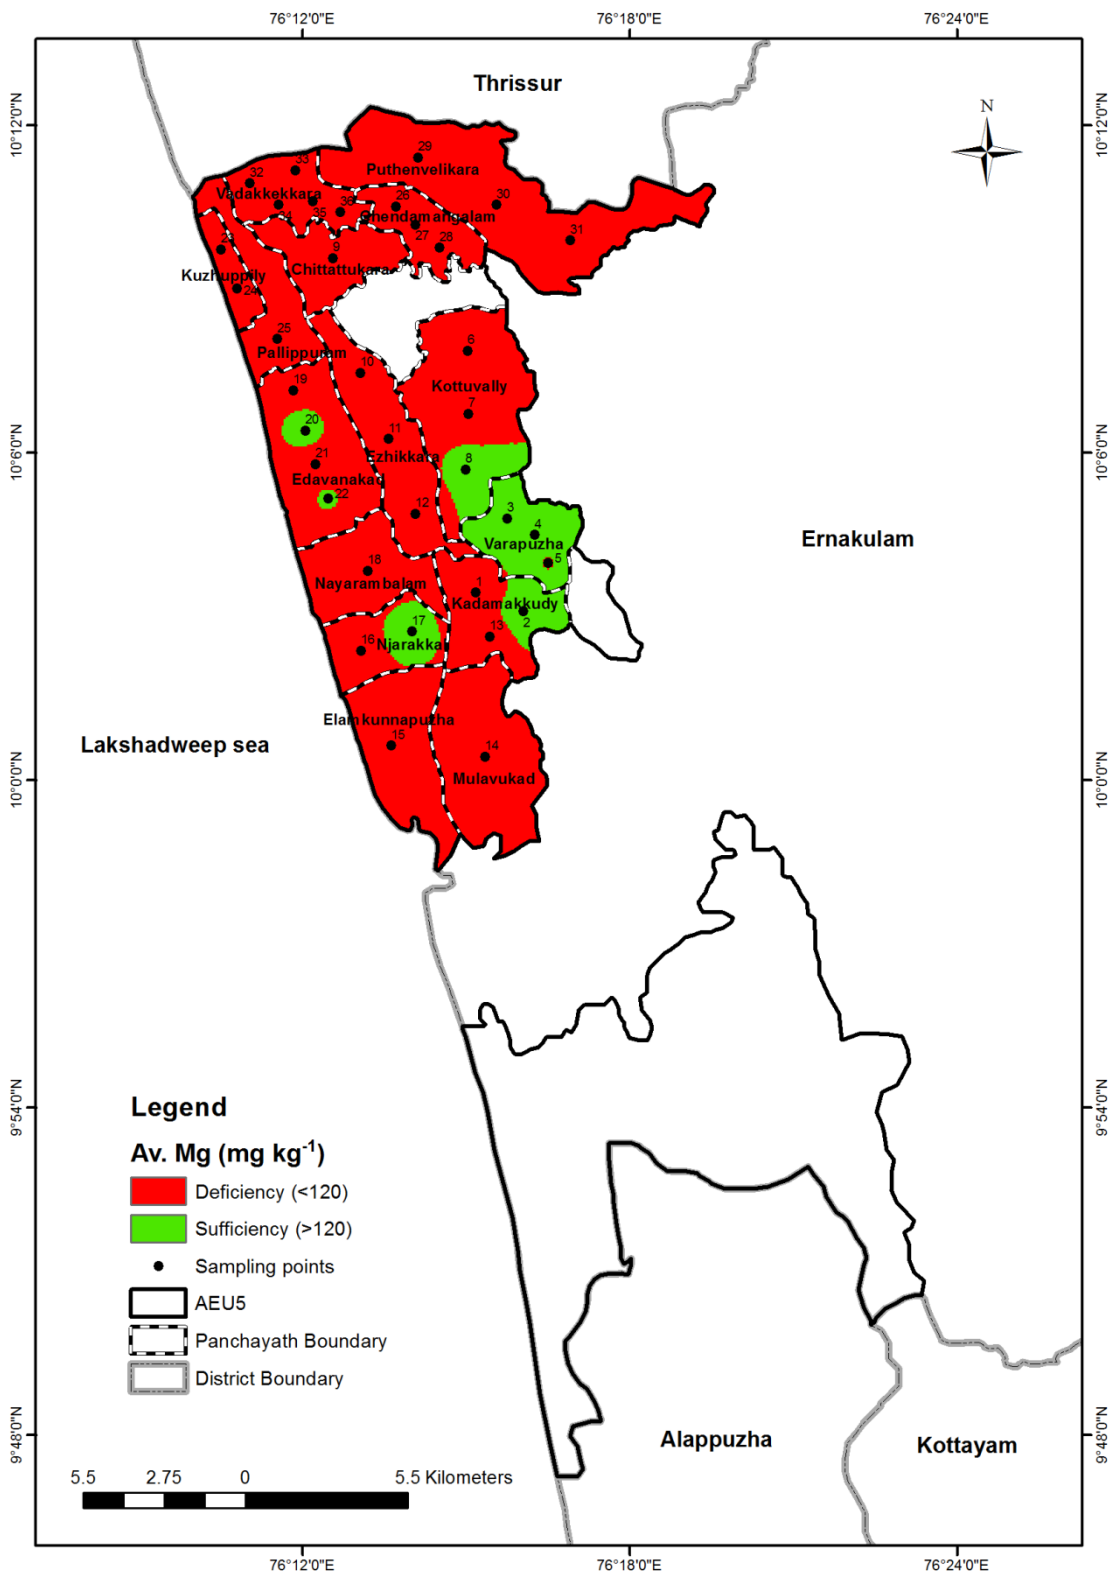 76°12'0"E
76°18'0"E
76°24'0"E
Thrissur
N
10°12'0"N
10°12'0"N
29
Puthenvelikara
33
32
Vadakkekkara
34
35
36
26
30
Chendamangalam
27
28
31
23
9
Chittattukara
Kuzhuppily
24
25
Pallippuram
6
10
19
Kottuvally
7
20
11
10°6'0"N
10°6'0"N
Ezhikkara
8
21
Edavanakad
22
12
3
4
Varapuzha
Ernakulam
5
18
Nayarambalam
1
Kadamakkudy
2
17
13
16
Njarakka
Elamkunnapuzha
15
Lakshadweep sea
14
Mulavukad
10°0'0"N
10°0'0"N
9°54'0"N
9°54'0"N
Legend
Av. Mg (mg kg-1)
Deficiency (<120)
Sufficiency (>120)
Sampling points
AEU5
Panchayath Boundary
District Boundary
Alappuzha
Kottayam
9°48'0"N
9°48'0"N
5.5 2.75 0 5.5 Kilometers
76°12'0"E
76°18'0"E
76°24'0"E